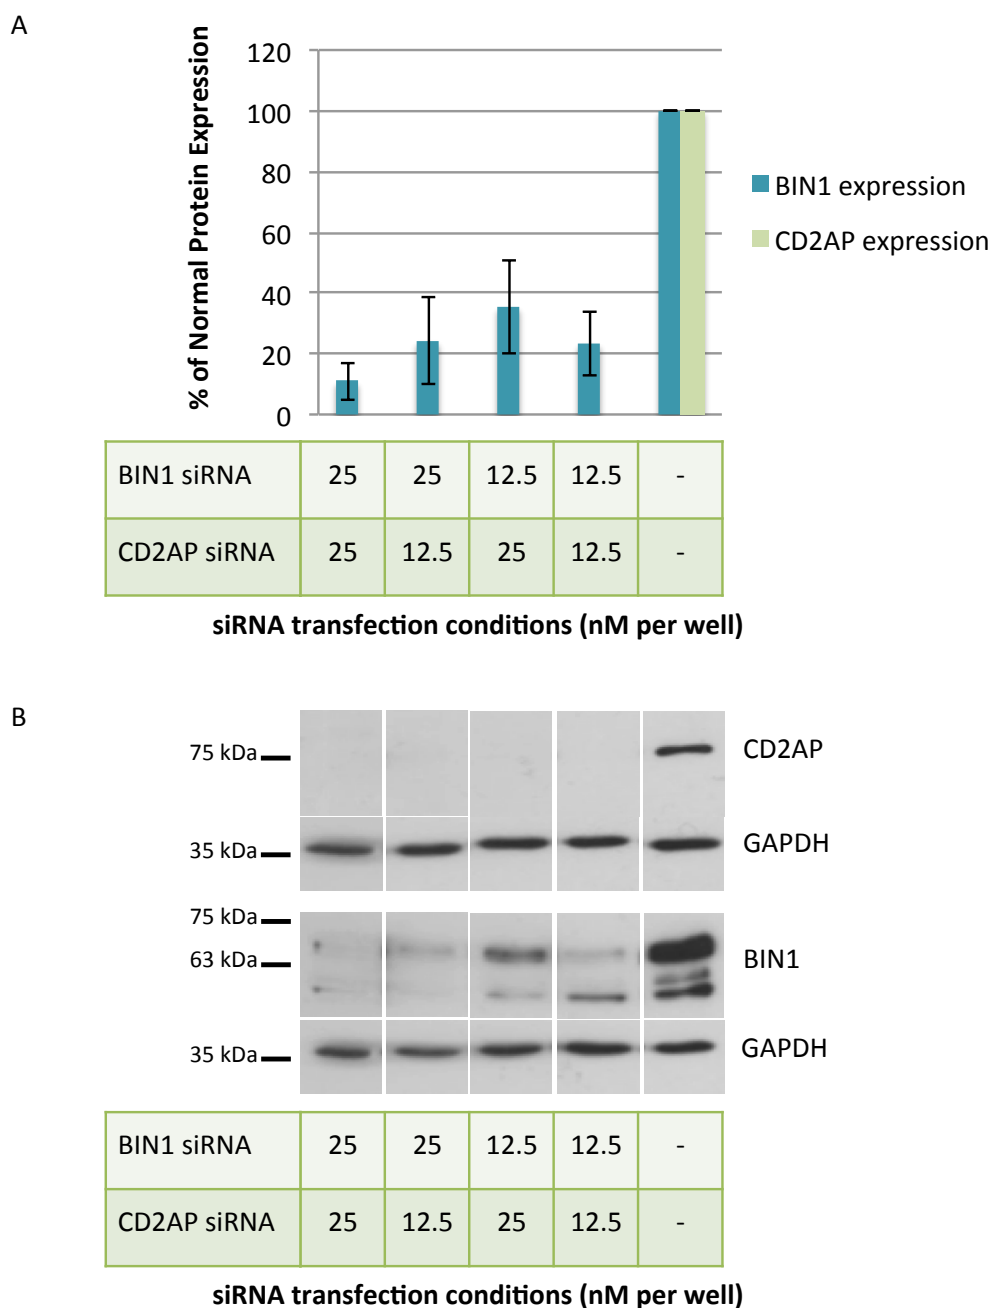 A
% of Normal Protein Expression
120
100
80
60
40
20
0
BIN1 expression
CD2AP expression
BIN1 siRNA 25 25 12.5 12.5 -
CD2AP siRNA 25 12.5 25 12.5 -
siRNA transfection conditions (nM per well)
B
75 kDa CD2AP
35 kDa GAPDH
75 kDa
63 kDa BIN1
35 kDa GAPDH
BIN1 siRNA 25 25 12.5 12.5 -
CD2AP siRNA 25 12.5 25 12.5 -
siRNA transfection conditions (nM per well)